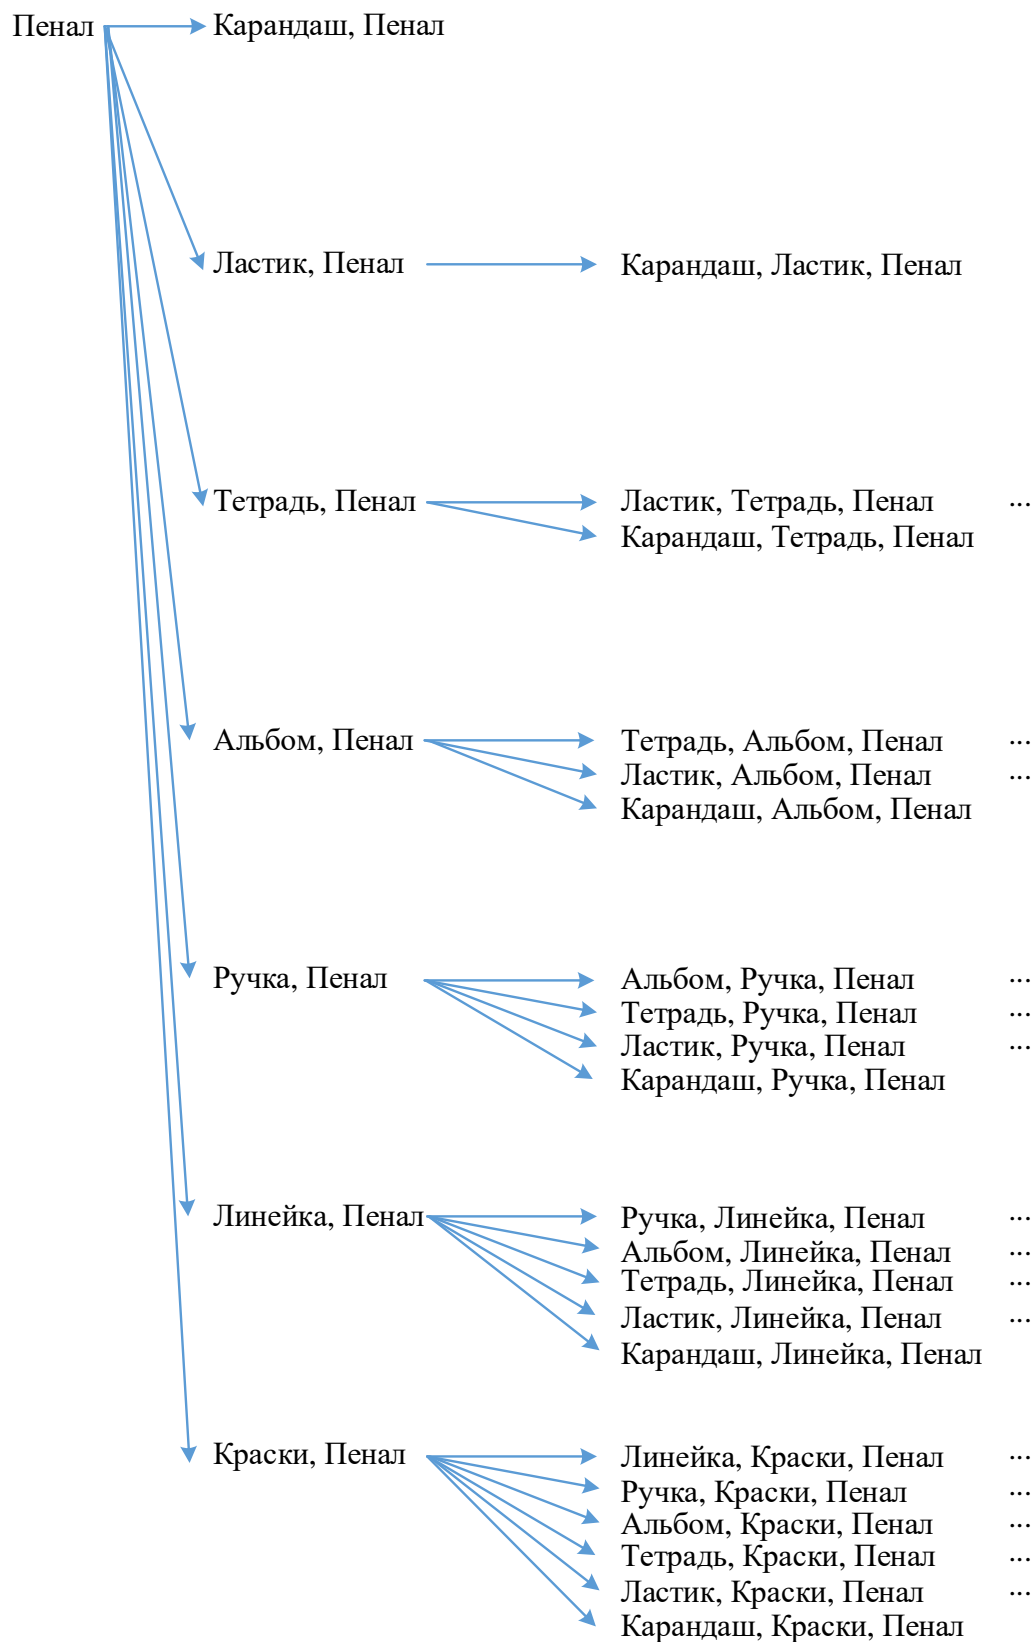 Пенал Карандаш, Пенал
Ластик, Пенал Карандаш, Ластик, Пенал
Тетрадь, Пенал Ластик, Тетрадь, Пенал ...
Карандаш, Тетрадь, Пенал
Альбом, Пенал Тетрадь, Альбом, Пенал ...
Ластик, Альбом, Пенал ...
Карандаш, Альбом, Пенал
Ручка, Пенал Альбом, Ручка, Пенал ...
Тетрадь, Ручка, Пенал ...
Ластик, Ручка, Пенал ...
Карандаш, Ручка, Пенал
Линейка, Пенал Ручка, Линейка, Пенал ...
Альбом, Линейка, Пенал ...
Тетрадь, Линейка, Пенал ...
Ластик, Линейка, Пенал ...
Карандаш, Линейка, Пенал
Краски, Пенал Линейка, Краски, Пенал ...
Ручка, Краски, Пенал ...
Альбом, Краски, Пенал ...
Тетрадь, Краски, Пенал ...
Ластик, Краски, Пенал ...
Карандаш, Краски, Пенал